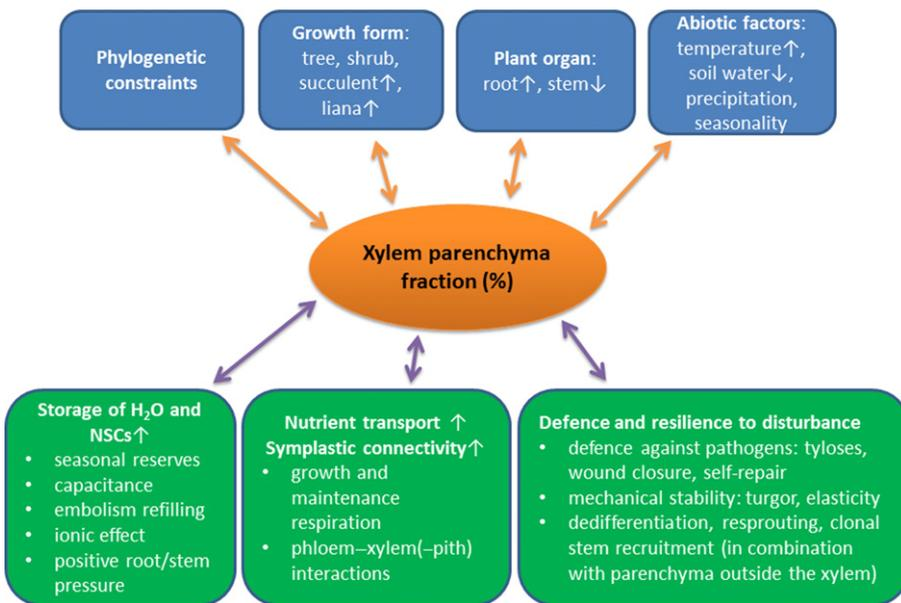 Phylogenetic
constraints
Growth form:
tree, shrub,
succulent↑,
liana↑
Plant organ:
root↑, stem↓
Abiotic factors:
temperature↑,
soil water↓,
precipitation,
seasonality
Xylem parenchyma
fraction (%)
Storage of H₂O and
NSCs↑
• seasonal reserves
• capacitance
• embolism refilling
• ionic effect
• positive root/stem
pressure
Nutrient transport ↑
Symplastic connectivity↑
• growth and
maintenance
respiration
• phloem–xylem(–pith)
interactions
Defence and resilience to disturbance
• defence against pathogens: tyloses,
wound closure, self-repair
• mechanical stability: turgor, elasticity
• dedifferentiation, resprouting, clonal
stem recruitment (in combination
with parenchyma outside the xylem)